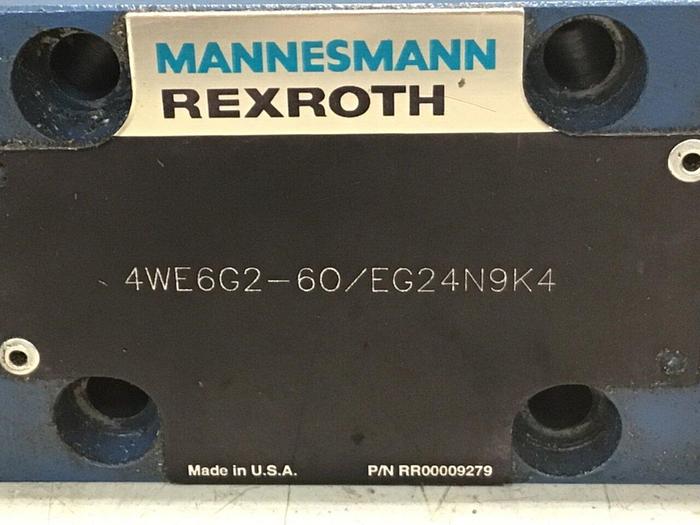 MANNESMANN
REXROTH
4WE6G2-60/EG24N9K4
Made in U.S.A. P/N RR00009279